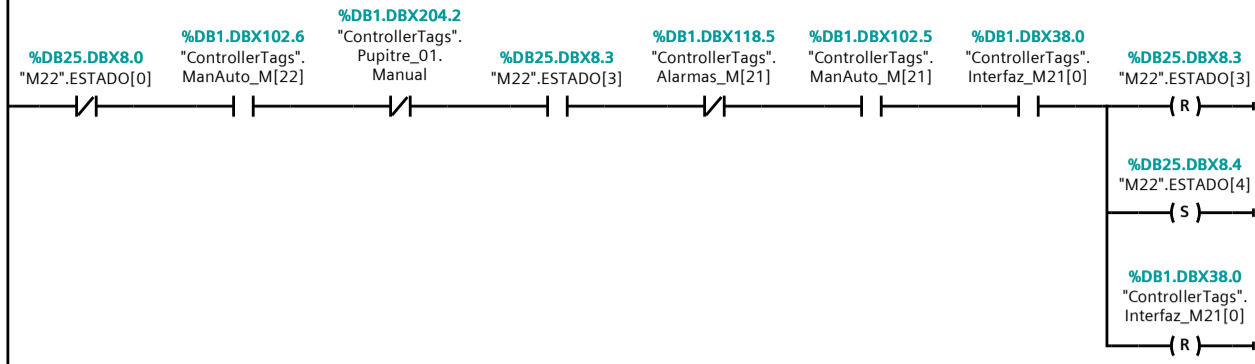 %DB25.DBX8.0
"M22".ESTADO[0]
%DB1.DBX102.6
"ControllerTags".
ManAuto_M[22]
%DB1.DBX204.2
"ControllerTags".
Pupitre_01.
Manual
%DB25.DBX8.3
"M22".ESTADO[3]
%DB1.DBX118.5
"ControllerTags".
Alarmas_M[21]
%DB1.DBX102.5
"ControllerTags".
ManAuto_M[21]
%DB1.DBX38.0
"ControllerTags".
Interfaz_M21[0]
%DB25.DBX8.3
"M22".ESTADO[3]
R
%DB25.DBX8.4
"M22".ESTADO[4]
S
%DB1.DBX38.0
"ControllerTags".
Interfaz_M21[0]
R